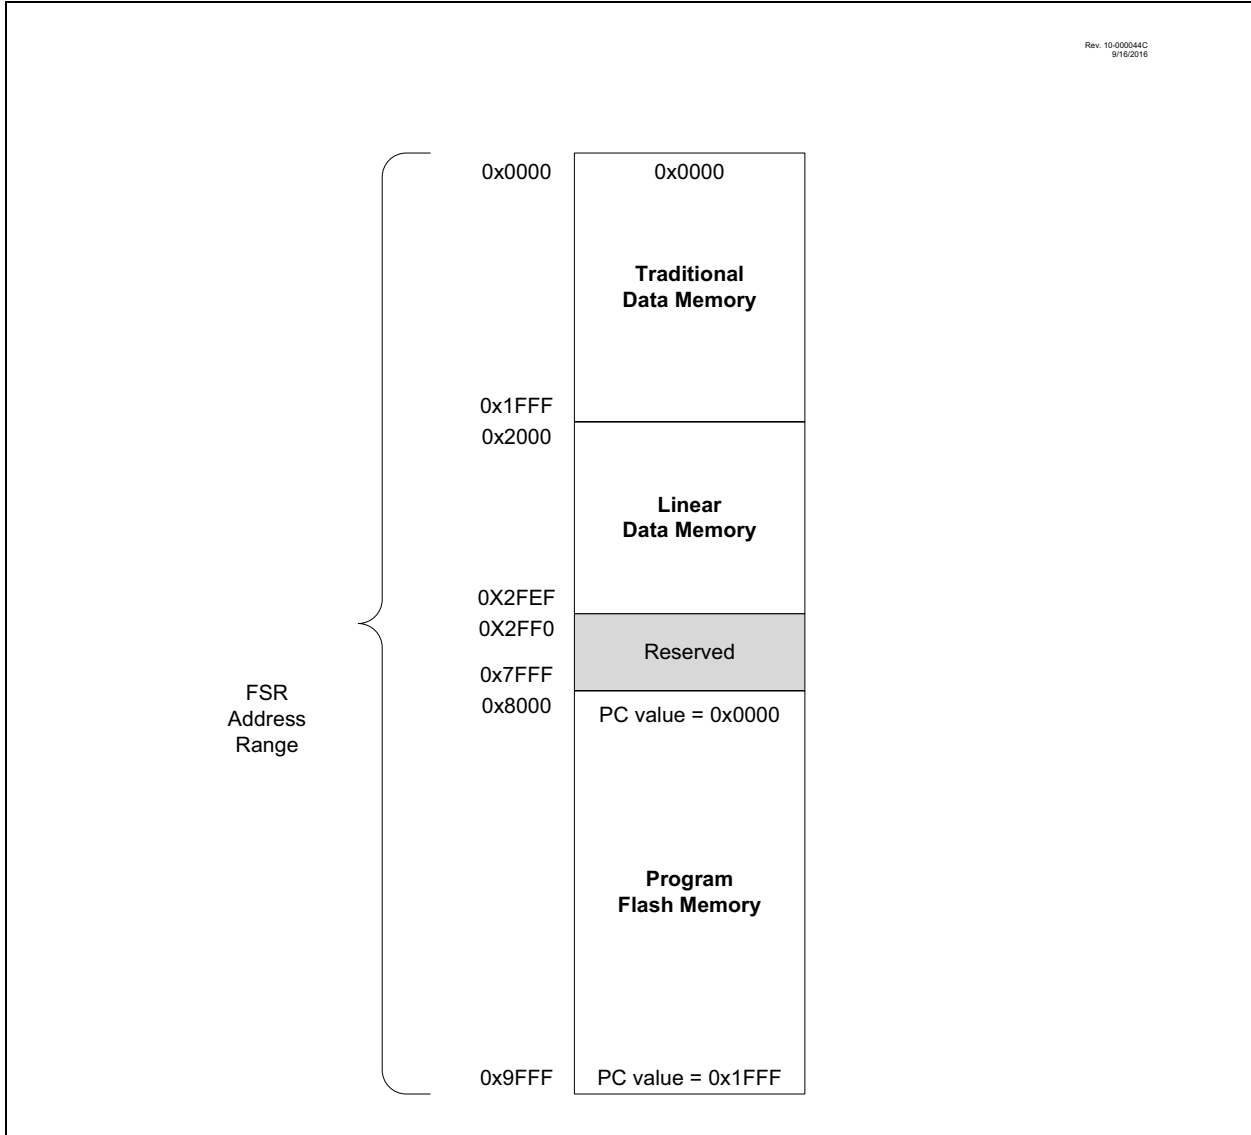 Rev. 10-000044C
9/16/2016
0x0000
0x0000
Traditional
Data Memory
0x1FFF
0x2000
Linear
Data Memory
0X2FEF
0X2FF0
Reserved
0x7FFF
0x8000
PC value = 0x0000
FSR
Address
Range
Program
Flash Memory
0x9FFF
PC value = 0x1FFF